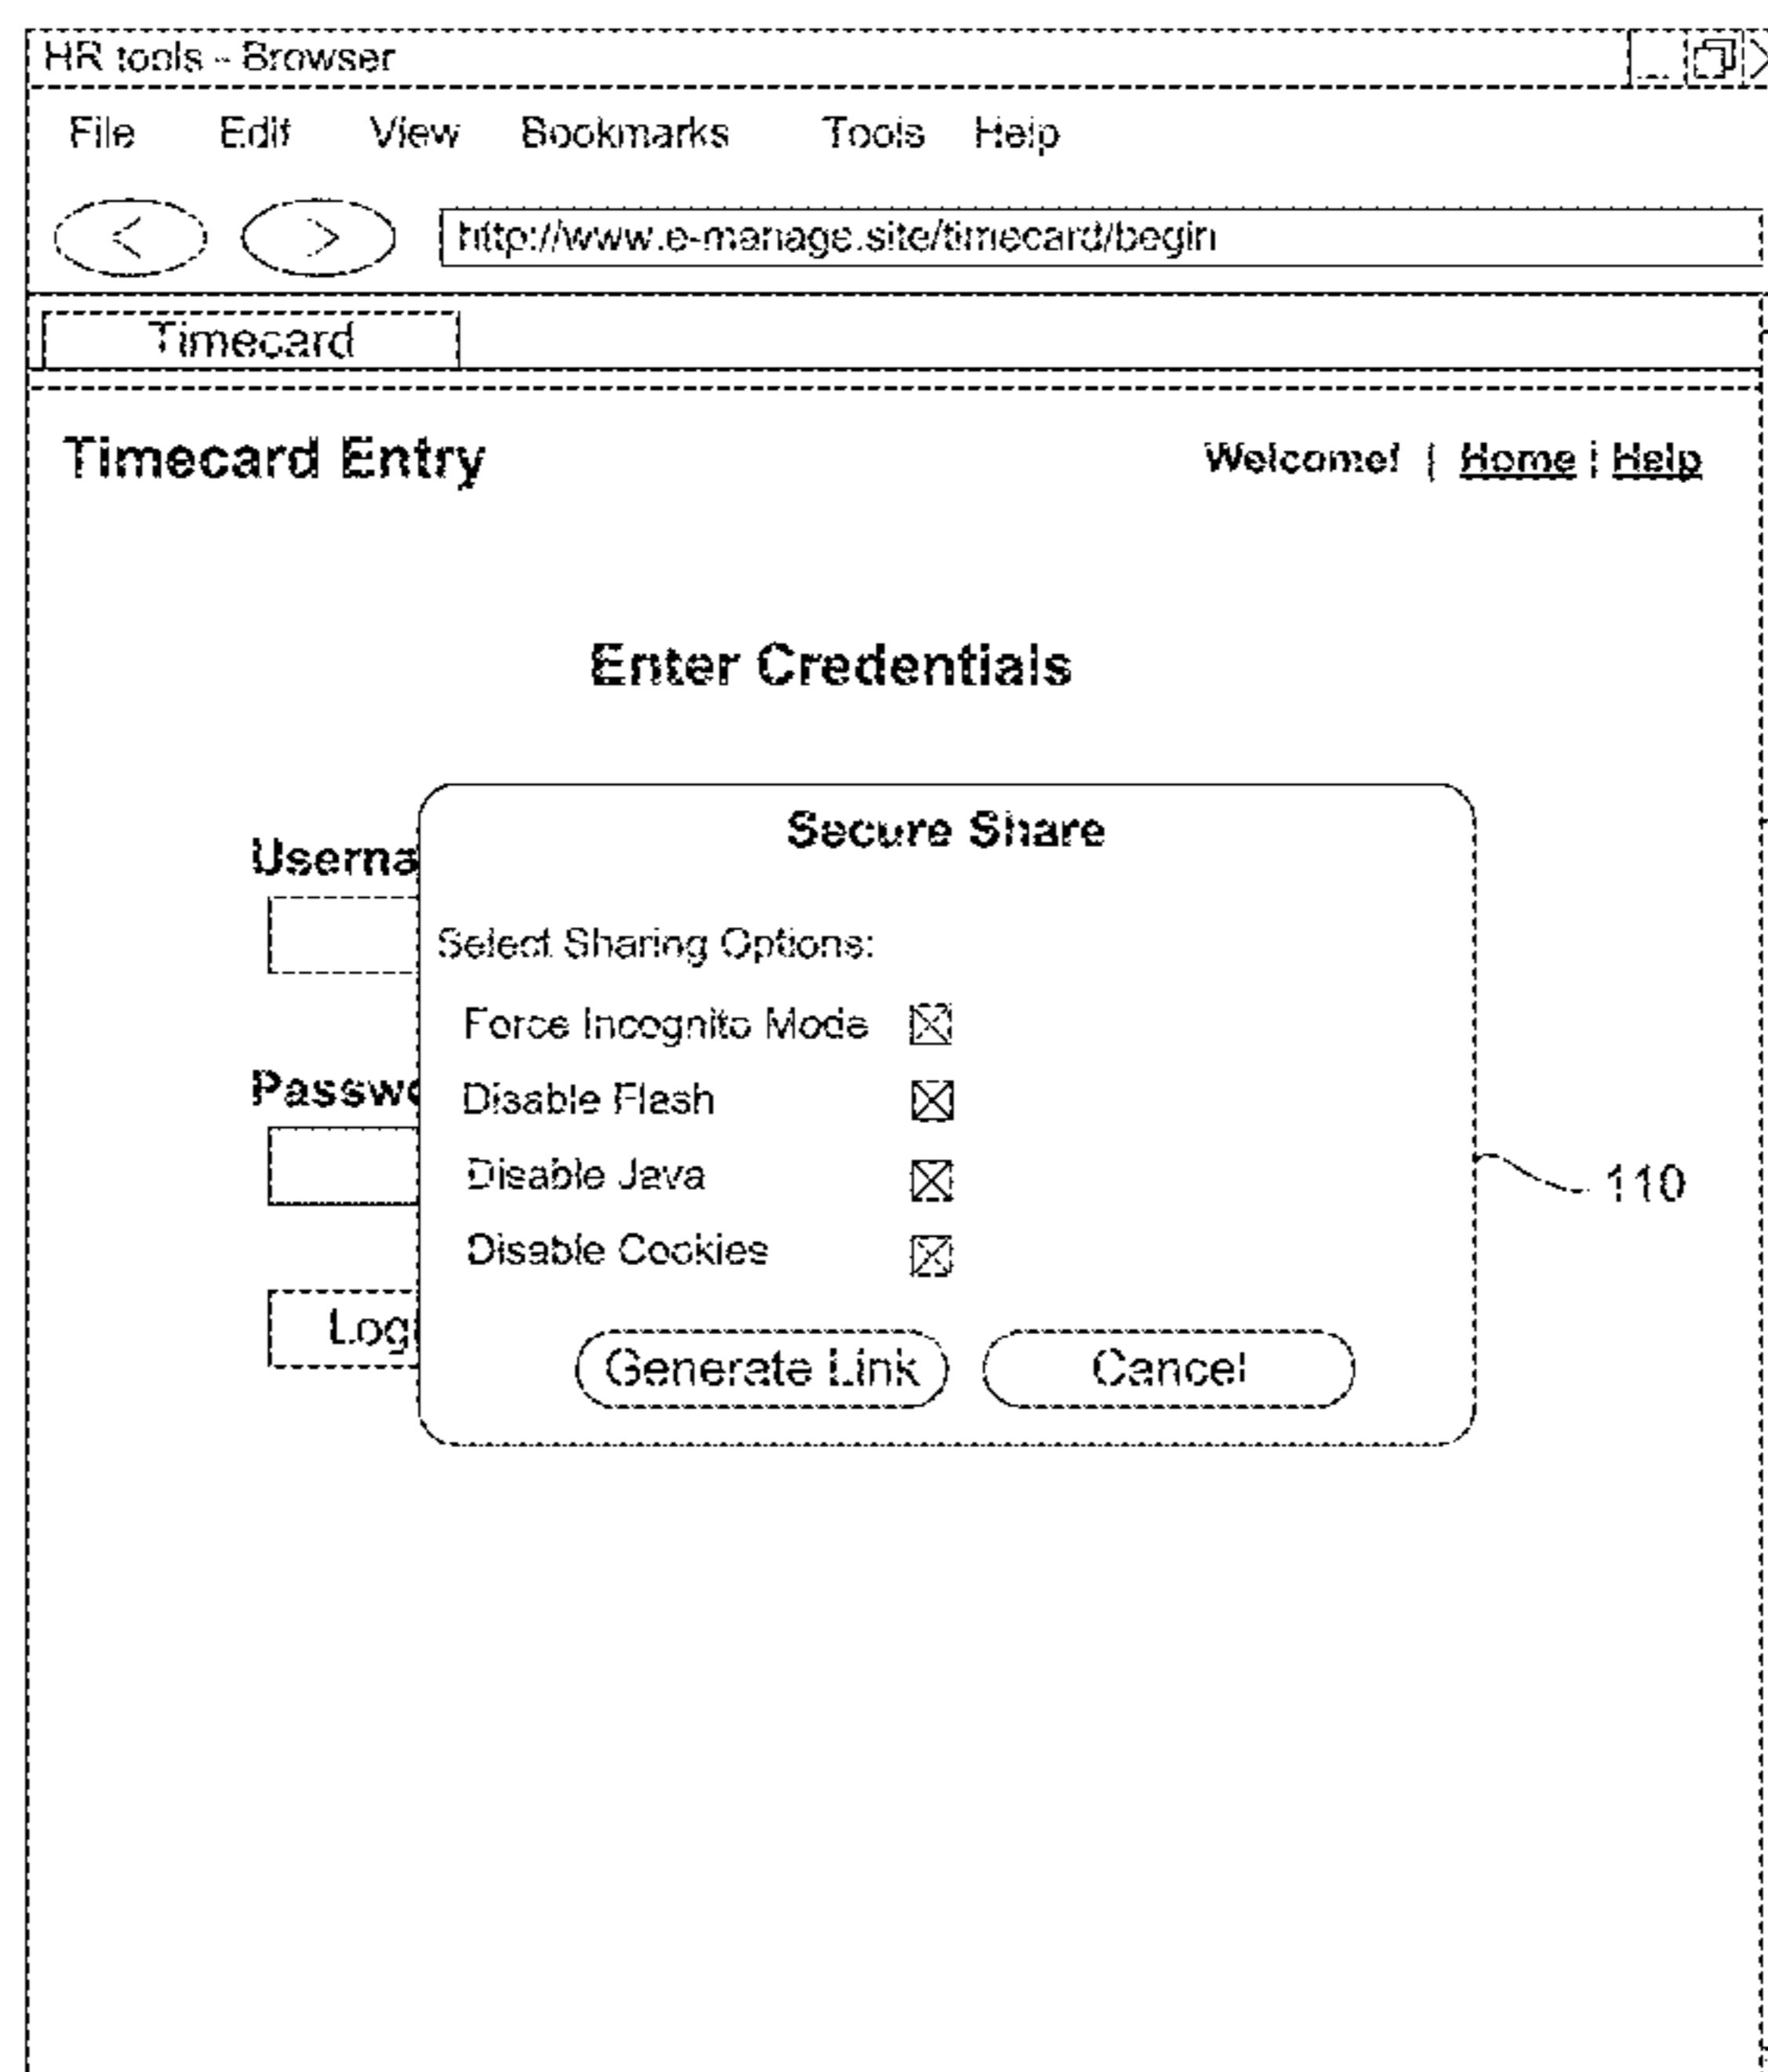 HR tools - Browser
File Edit View Bookmarks Tools Help
< > http://www.e-manage.site/timecard/begin
Timecard
Timecard Entry Welcome! | Home | Help
Enter Credentials
Secure Share
Userna
Select Sharing Options:
Force Incognito Mode
Passwo
Disable Flash
Disable Java
110
Disable Cookies
Logi
Generate Link Cancel